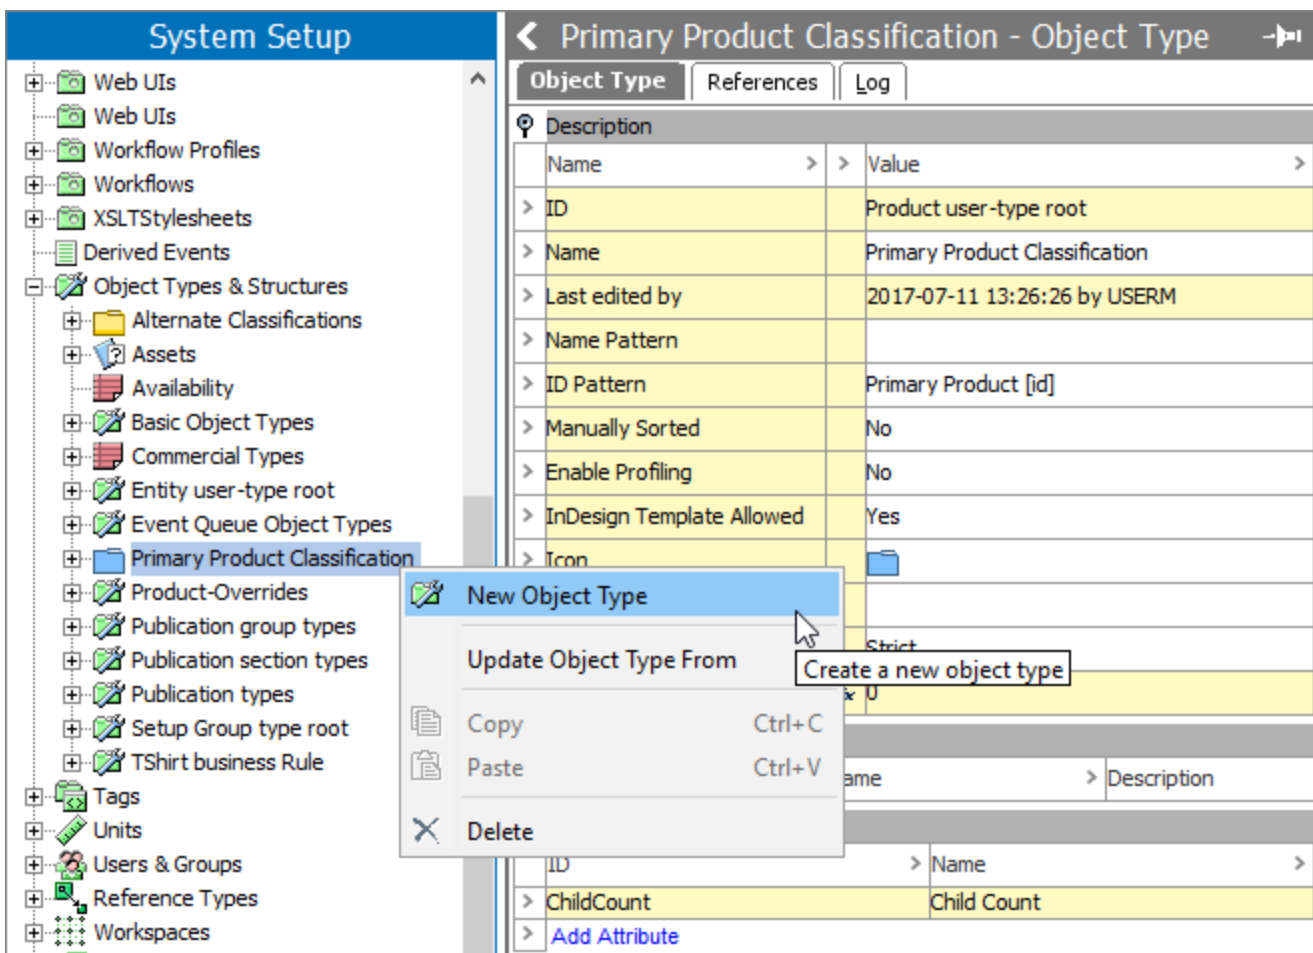 System Setup
Web UIs
Web UIs
Workflow Profiles
Workflows
XSLTStylesheets
Derived Events
Object Types & Structures
Alternate Classifications
Assets
Availability
Basic Object Types
Commercial Types
Entity user-type root
Event Queue Object Types
Primary Product Classification
Product-Overrides
Publication group types
Publication section types
Publication types
Setup Group type root
TShirt business Rule
Tags
Units
Users & Groups
Reference Types
Workspaces
Primary Product Classification - Object Type
Object Type References Log
Description
Name > > Value >
> ID Product user-type root
> Name Primary Product Classification
> Last edited by 2017-07-11 13:26:26 by USERM
> Name Pattern
> ID Pattern Primary Product [id]
> Manually Sorted No
> Enable Profiling No
> InDesign Template Allowed Yes
> Icon
Strict
0
ame > Description
ID > Name >
> ChildCount Child Count
> Add Attribute
New Object Type
Update Object Type From
Copy Ctrl+C
Paste Ctrl+V
Delete
Create a new object type